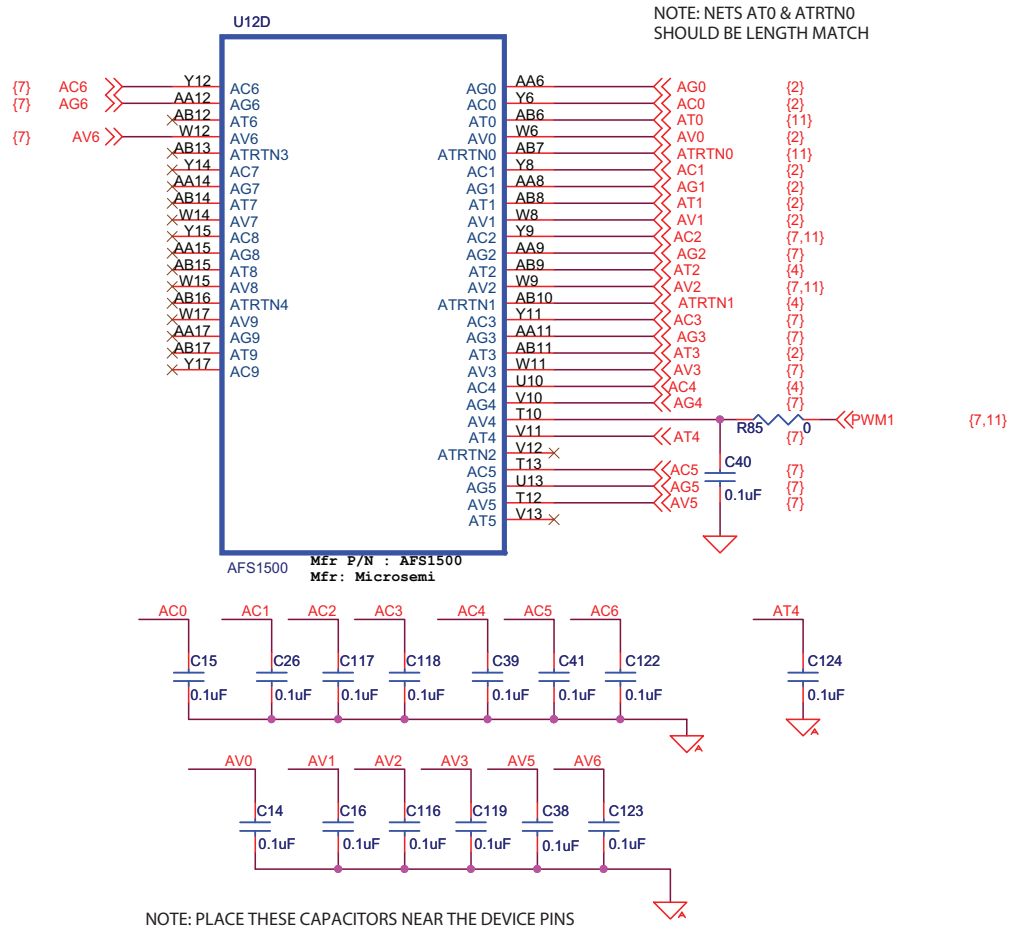 NOTE: NETS AT0 & ATRTN0
SHOULD BE LENGTH MATCH
U12D
{7} AC6 Y12 AC6 AG0 AA6 AG0 {2}
{7} AG6 AA12 AG6 AC0 Y6 AC0 {2}
AB12 AT6 AT0 AB6 AT0 {11}
{7} AV6 W12 AV6 AV0 W6 AV0 {2}
AB13 ATRTN3 ATRTN0 AB7 ATRTN0 {11}
Y14 AC7 AC1 Y8 AC1 {2}
AA14 AG7 AG1 AA8 AG1 {2}
AB14 AT7 AT1 AB8 AT1 {2}
W14 AV7 AV1 W8 AV1 {2}
Y15 AC8 AC2 Y9 AC2 {7,11}
AA15 AG8 AG2 AA9 AG2 {7}
AB15 AT8 AT2 AB9 AT2 {4}
W15 AV8 AV2 W9 AV2 {7,11}
AB16 ATRTN4 ATRTN1 AB10 ATRTN1 {4}
W17 AV9 AC3 Y11 AC3 {7}
AA17 AG9 AG3 AA11 AG3 {7}
AB17 AT9 AT3 AB11 AT3 {2}
Y17 AC9 AV3 W11 AV3 {7}
AC4 U10 AC4 {4}
AG4 V10 AG4 {7}
AV4 T10 R85 0 PWM1 {7,11}
AT4 V11 AT4 {7}
ATRTN2 V12
AC5 T13 AC5 {7}
AG5 U13 AG5 {7}
AV5 T12 AV5 {7}
AT5 V13
C40
0.1uF
AFS1500
Mfr P/N : AFS1500
Mfr: Microsemi
AC0 AC1 AC2 AC3 AC4 AC5 AC6 AT4
C15 C26 C117 C118 C39 C41 C122 C124
0.1uF 0.1uF 0.1uF 0.1uF 0.1uF 0.1uF 0.1uF 0.1uF
A A
AV0 AV1 AV2 AV3 AV5 AV6
C14 C16 C116 C119 C38 C123
0.1uF 0.1uF 0.1uF 0.1uF 0.1uF 0.1uF
A
NOTE: PLACE THESE CAPACITORS NEAR THE DEVICE PINS